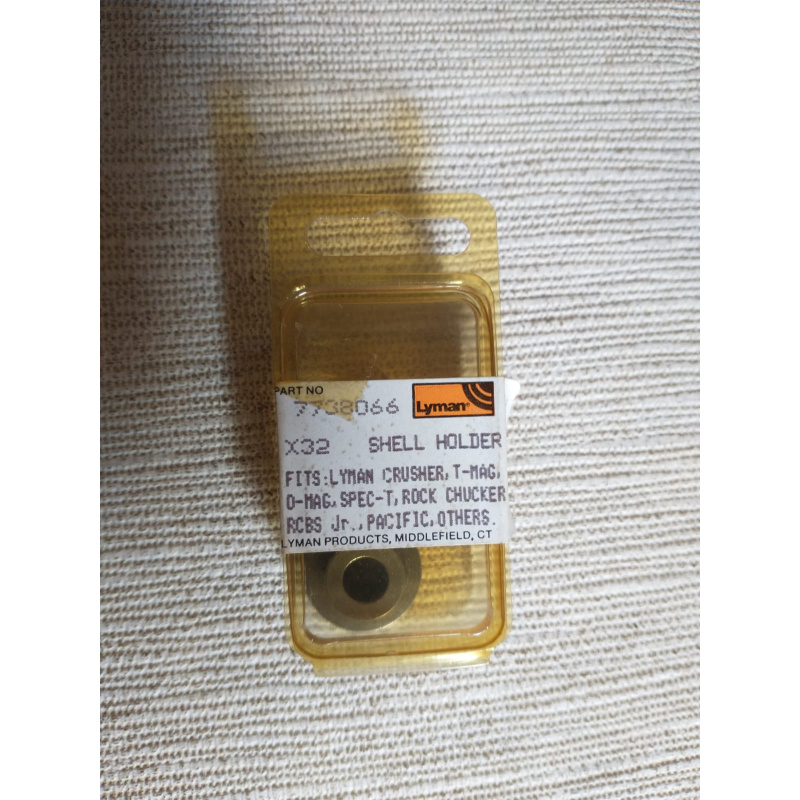 PART NO
7738066 Lyman®
X32 SHELL HOLDER
FITS:LYMAN CRUSHER,T-MAG,
O-MAG,SPEC-T,ROCK CHUCKER
RCBS Jr.,PACIFIC,OTHERS.
LYMAN PRODUCTS, MIDDLEFIELD, CT